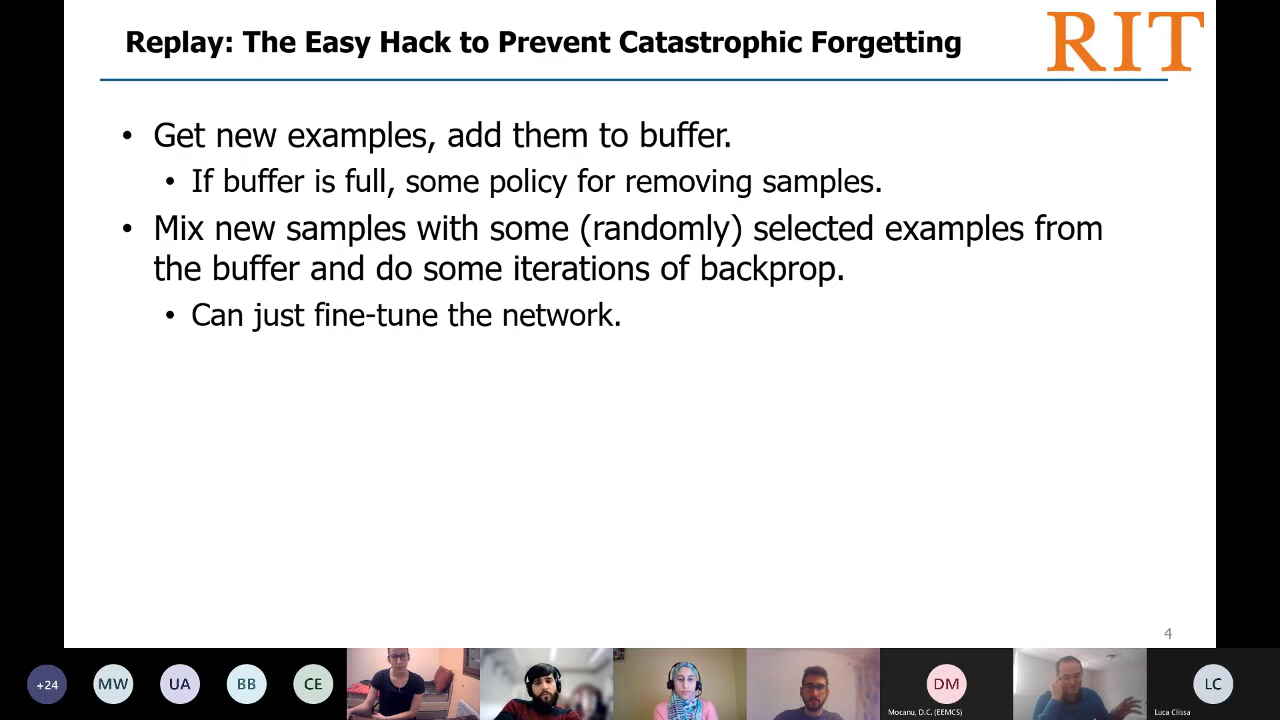 Replay: The Easy Hack to Prevent Catastrophic Forgetting
RIT
• Get new examples, add them to buffer.
• If buffer is full, some policy for removing samples.
• Mix new samples with some (randomly) selected examples from
the buffer and do some iterations of backprop.
• Can just fine-tune the network.
4
+24
MW
UA
BB
CE
DM
Mocanu, D.C. (EEMCS)
LC
Luca Clissa